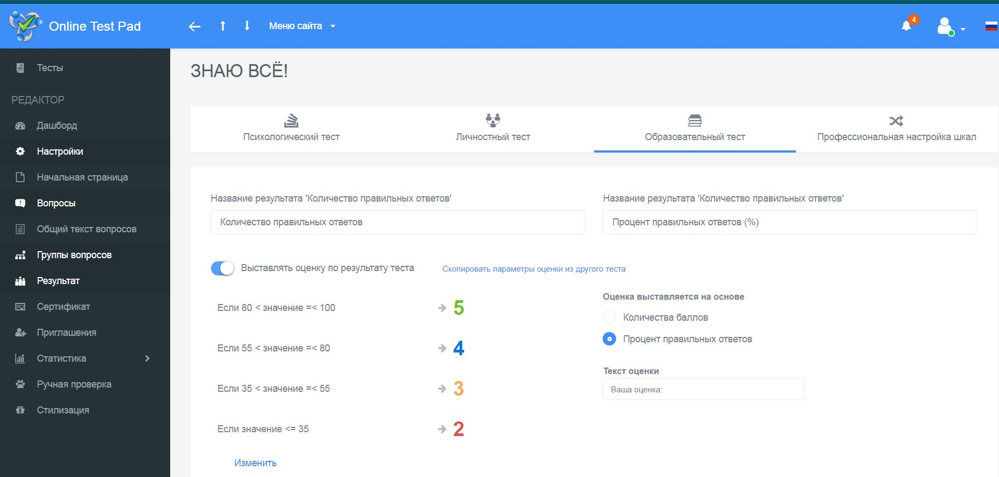 Online Test Pad
Меню сайта
4
Тесты
РЕДАКТОР
Дашборд
Настройки
Начальная страница
Вопросы
Общий текст вопросов
Группы вопросов
Результат
Сертификат
Приглашения
Статистика
Ручная проверка
Стилизация
ЗНАЮ ВСЁ!
Психологический тест
Личностный тест
Образовательный тест
Профессиональная настройка шкал
Название результата 'Количество правильных ответов'
Количество правильных ответов
Название результата 'Количество правильных ответов'
Процент правильных ответов (%)
Выставлять оценку по результату теста
Скопировать параметры оценки из другого теста
Если 80 < значение =< 100
5
Если 55 < значение =< 80
4
Если 35 < значение =< 55
3
Если значение <= 35
2
Изменить
Оценка выставляется на основе
Количества баллов
Процент правильных ответов
Текст оценки
Ваша оценка: